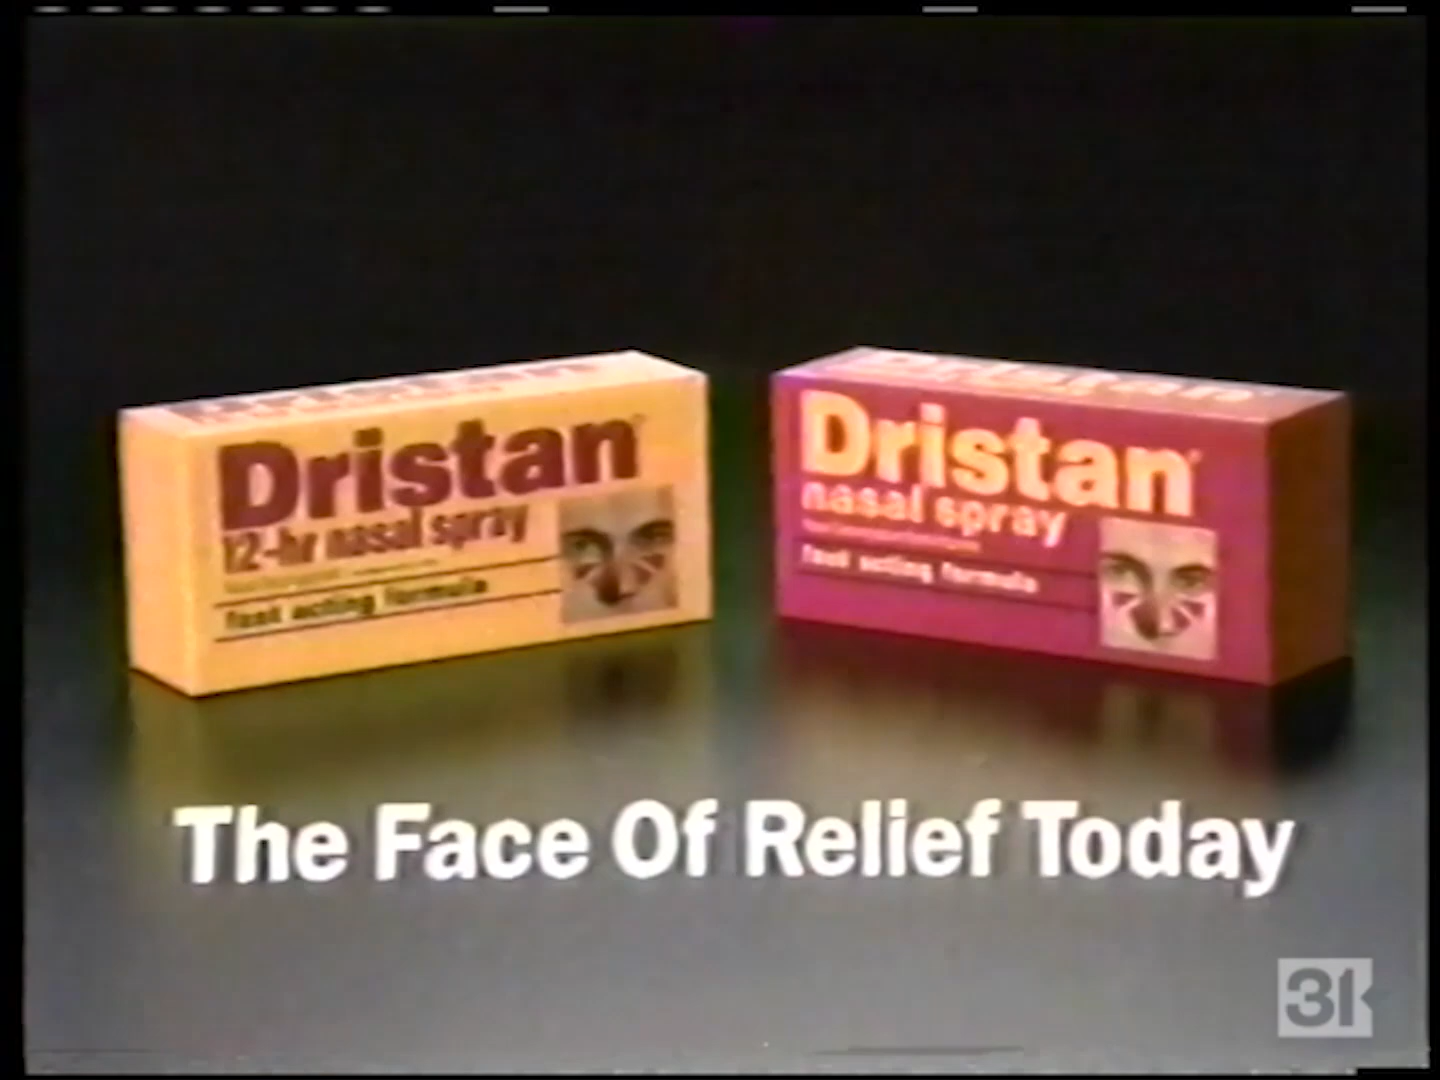 Dristan
12-hr nasal spray
fast acting formula
Dristan
nasal spray
fast acting formula
The Face Of Relief Today
31